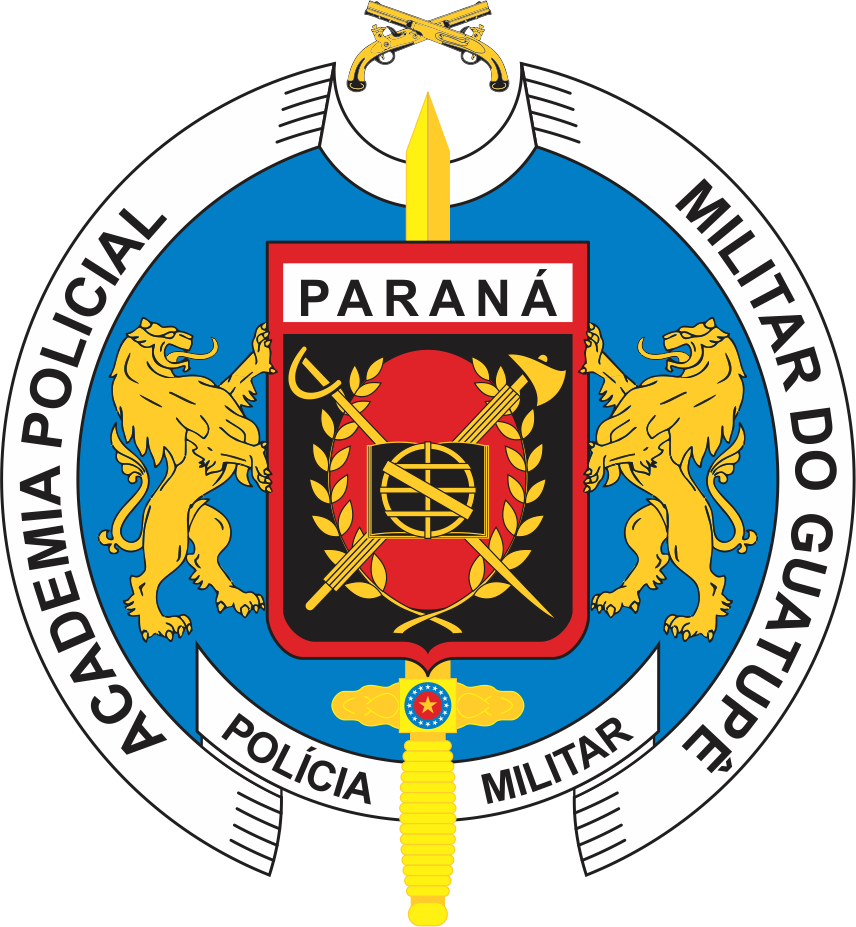 ACADEMIA POLICIAL
MILITAR DO GUATUPÊ
PARANÁ
POLÍCIA MILITAR